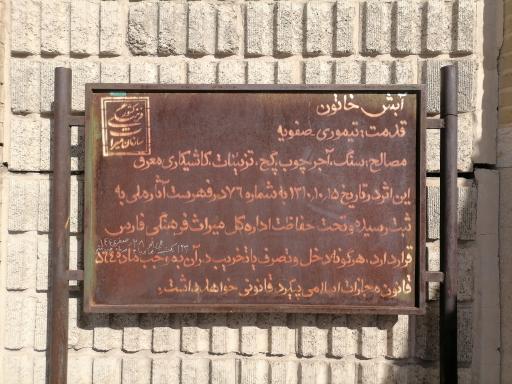 آبش خاتون
قدمت: تیموری صفویه
مصالح: سنگ، آجر، چوب، گچ، تزئینات کاشیکاری معرق
این اثر در تاریخ ۱۳۱۰،۱۰،۱۵ به شماره ۷۶ در فهرست آثار ملی به
ثبت رسیده و تحت حفاظت اداره کل میراث فرهنگی فارس
قرار دارد، هرگونه دخل و تصرف یا تخریب در آن به موجب ماده ۵۶۴
قانون مجازات اسلامی پیگرد قانونی خواهد داشت.